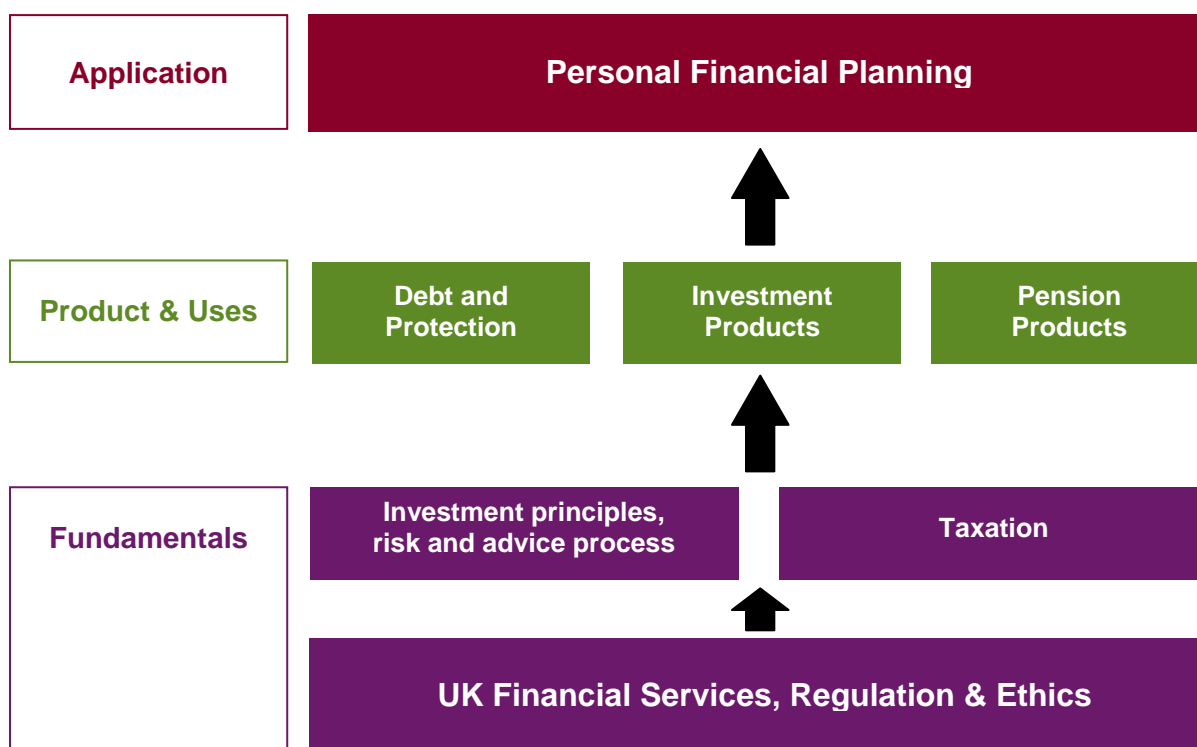 Application
Personal Financial Planning
Product & Uses
Debt and
Protection
Investment
Products
Pension
Products
Fundamentals
Investment principles,
risk and advice process
Taxation
UK Financial Services, Regulation & Ethics